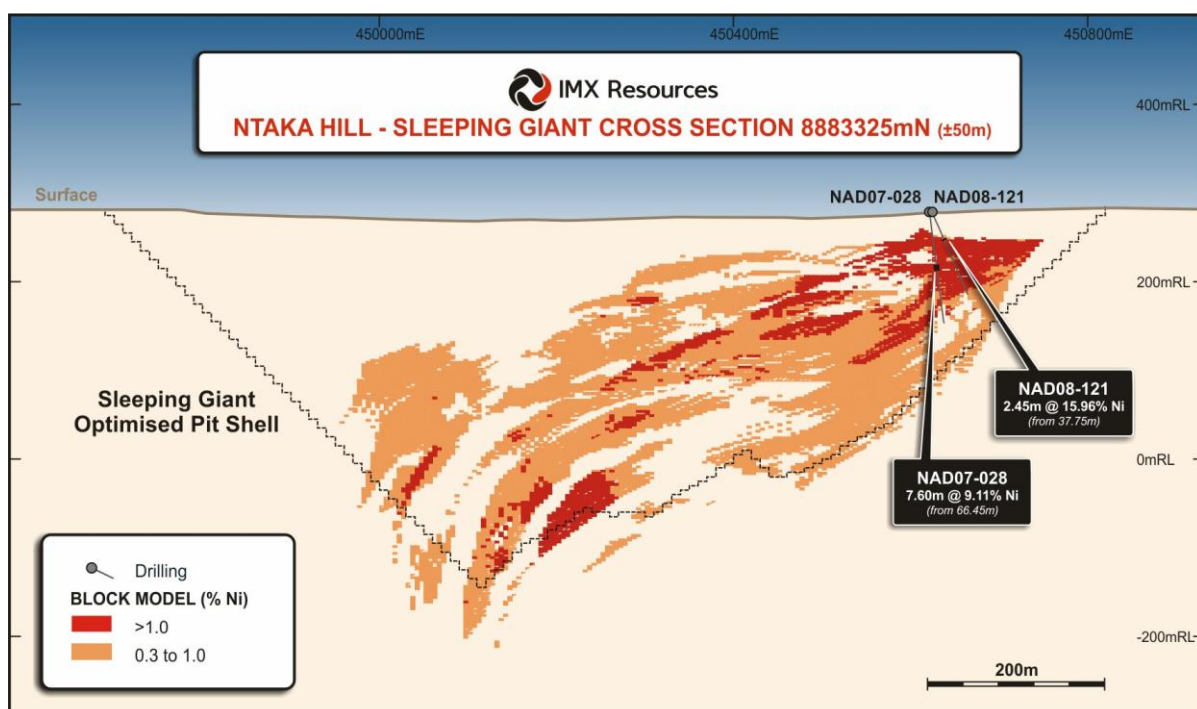 450000mE 450400mE 450800mE
IMX Resources
NTAKA HILL - SLEEPING GIANT CROSS SECTION 8883325mN (±50m)
400mRL
Surface
NAD07-028 NAD08-121
200mRL
Sleeping Giant
Optimised Pit Shell
NAD08-121
2.45m @ 15.96% Ni
(from 37.75m)
0mRL
NAD07-028
7.60m @ 9.11% Ni
(from 66.45m)
Drilling
BLOCK MODEL (% Ni)
>1.0
0.3 to 1.0
-200mRL
200m